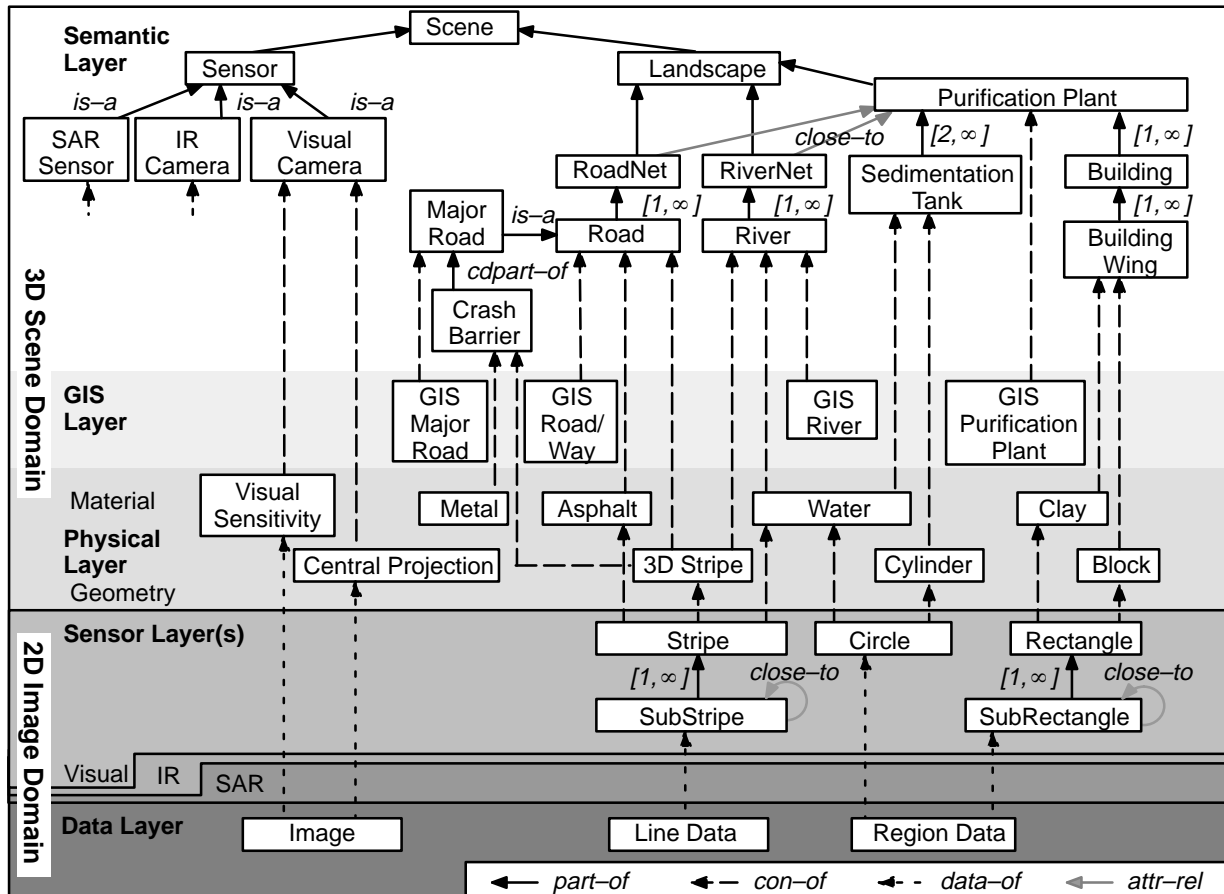 Semantic
Layer
Scene
Sensor
Landscape
is–a
is–a
is–a
Purification Plant
SAR
Sensor
IR
Camera
Visual
Camera
close–to
[2, ∞ ]
[1, ∞ ]
RoadNet
RiverNet
Sedimentation
Tank
Building
Major
Road
is–a
[1, ∞ ]
[1, ∞ ]
[1, ∞ ]
Road
River
Building
Wing
cdpart–of
Crash
Barrier
3D Scene Domain
GIS
Layer
GIS
Major
Road
GIS
Road/
Way
GIS
River
GIS
Purification
Plant
Material
Visual
Sensitivity
Metal
Asphalt
Water
Clay
Physical
Layer
Central Projection
3D Stripe
Cylinder
Block
Geometry
2D Image Domain
Sensor Layer(s)
Stripe
Circle
Rectangle
[1, ∞ ]
close–to
[1, ∞ ]
close–to
SubStripe
SubRectangle
Visual
IR
SAR
Data Layer
Image
Line Data
Region Data
part–of
con–of
data–of
attr–rel